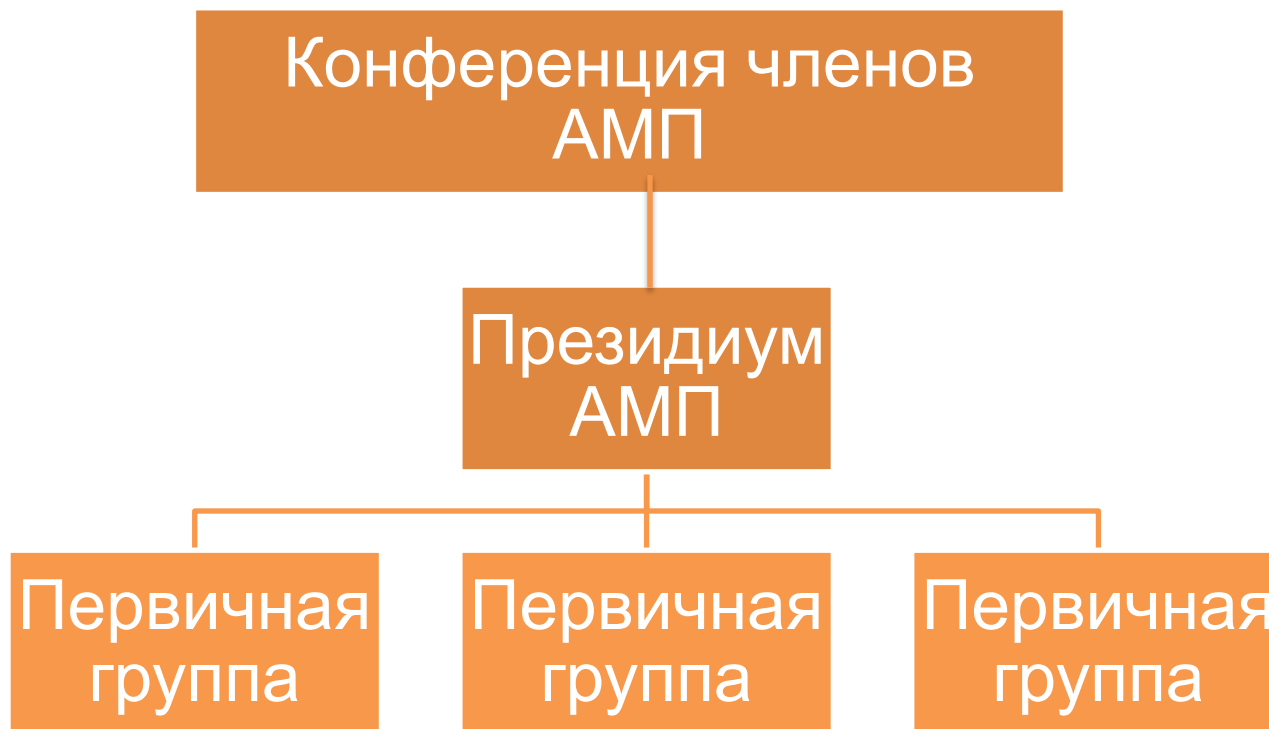 Конференция членов
АМП
Президиум
АМП
Первичная
группа
Первичная
группа
Первичная
группа